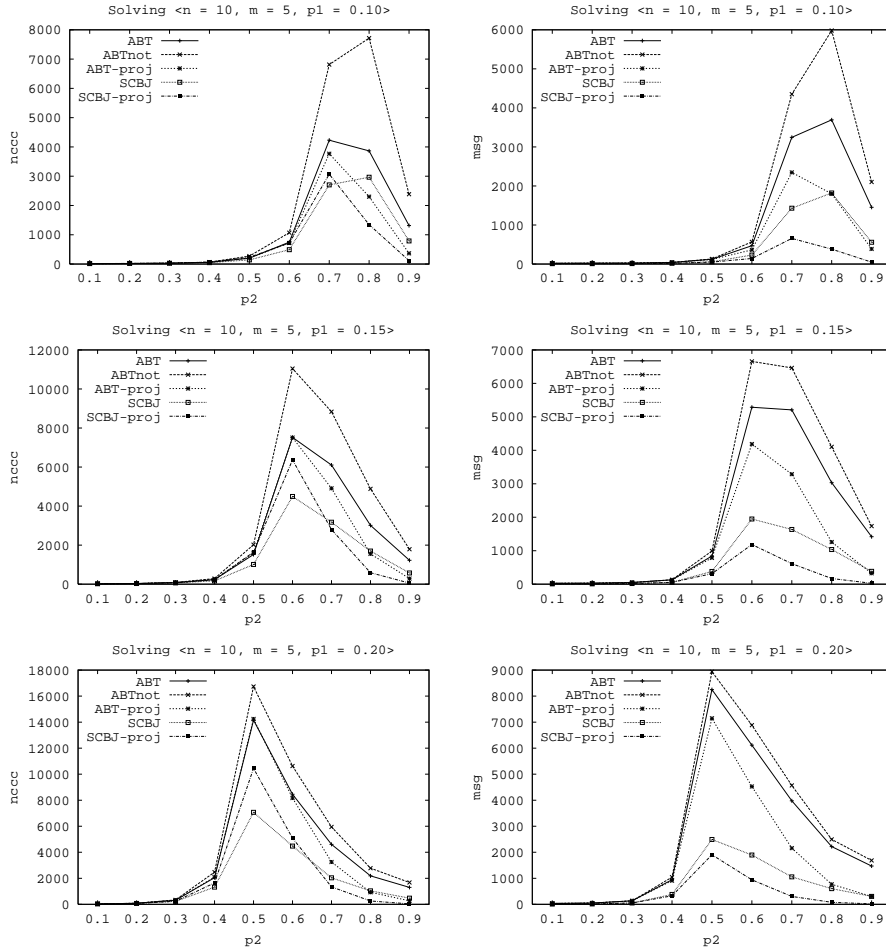 Solving <n = 10, m = 5, p1 = 0.10>
8000
7000
6000
5000
4000
3000
2000
1000
0
nccc
ABT
ABTnot
ABT-proj
SCBJ
SCBJ-proj
0.1 0.2 0.3 0.4 0.5 0.6 0.7 0.8 0.9
p2
Solving <n = 10, m = 5, p1 = 0.10>
6000
5000
4000
3000
2000
1000
0
msg
ABT
ABTnot
ABT-proj
SCBJ
SCBJ-proj
0.1 0.2 0.3 0.4 0.5 0.6 0.7 0.8 0.9
p2
Solving <n = 10, m = 5, p1 = 0.15>
12000
10000
8000
6000
4000
2000
0
nccc
ABT
ABTnot
ABT-proj
SCBJ
SCBJ-proj
0.1 0.2 0.3 0.4 0.5 0.6 0.7 0.8 0.9
p2
Solving <n = 10, m = 5, p1 = 0.15>
7000
6000
5000
4000
3000
2000
1000
0
msg
ABT
ABTnot
ABT-proj
SCBJ
SCBJ-proj
0.1 0.2 0.3 0.4 0.5 0.6 0.7 0.8 0.9
p2
Solving <n = 10, m = 5, p1 = 0.20>
18000
16000
14000
12000
10000
8000
6000
4000
2000
0
nccc
ABT
ABTnot
ABT-proj
SCBJ
SCBJ-proj
0.1 0.2 0.3 0.4 0.5 0.6 0.7 0.8 0.9
p2
Solving <n = 10, m = 5, p1 = 0.20>
9000
8000
7000
6000
5000
4000
3000
2000
1000
0
msg
ABT
ABTnot
ABT-proj
SCBJ
SCBJ-proj
0.1 0.2 0.3 0.4 0.5 0.6 0.7 0.8 0.9
p2